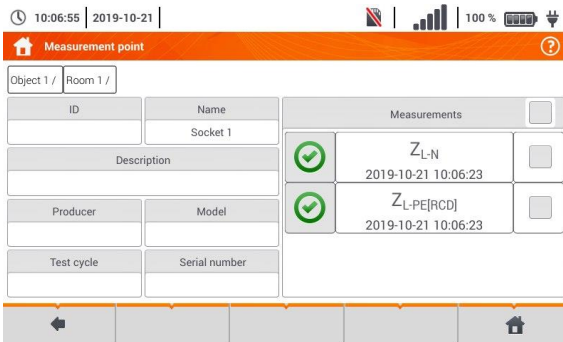 10:06:55 2019-10-21 100 %
Measurement point ?
Object 1 / Room 1 /
ID Name Measurements
Socket 1
Z L-N
2019-10-21 10:06:23
Description
Z L-PE[RCD]
2019-10-21 10:06:23
Producer Model
Test cycle Serial number